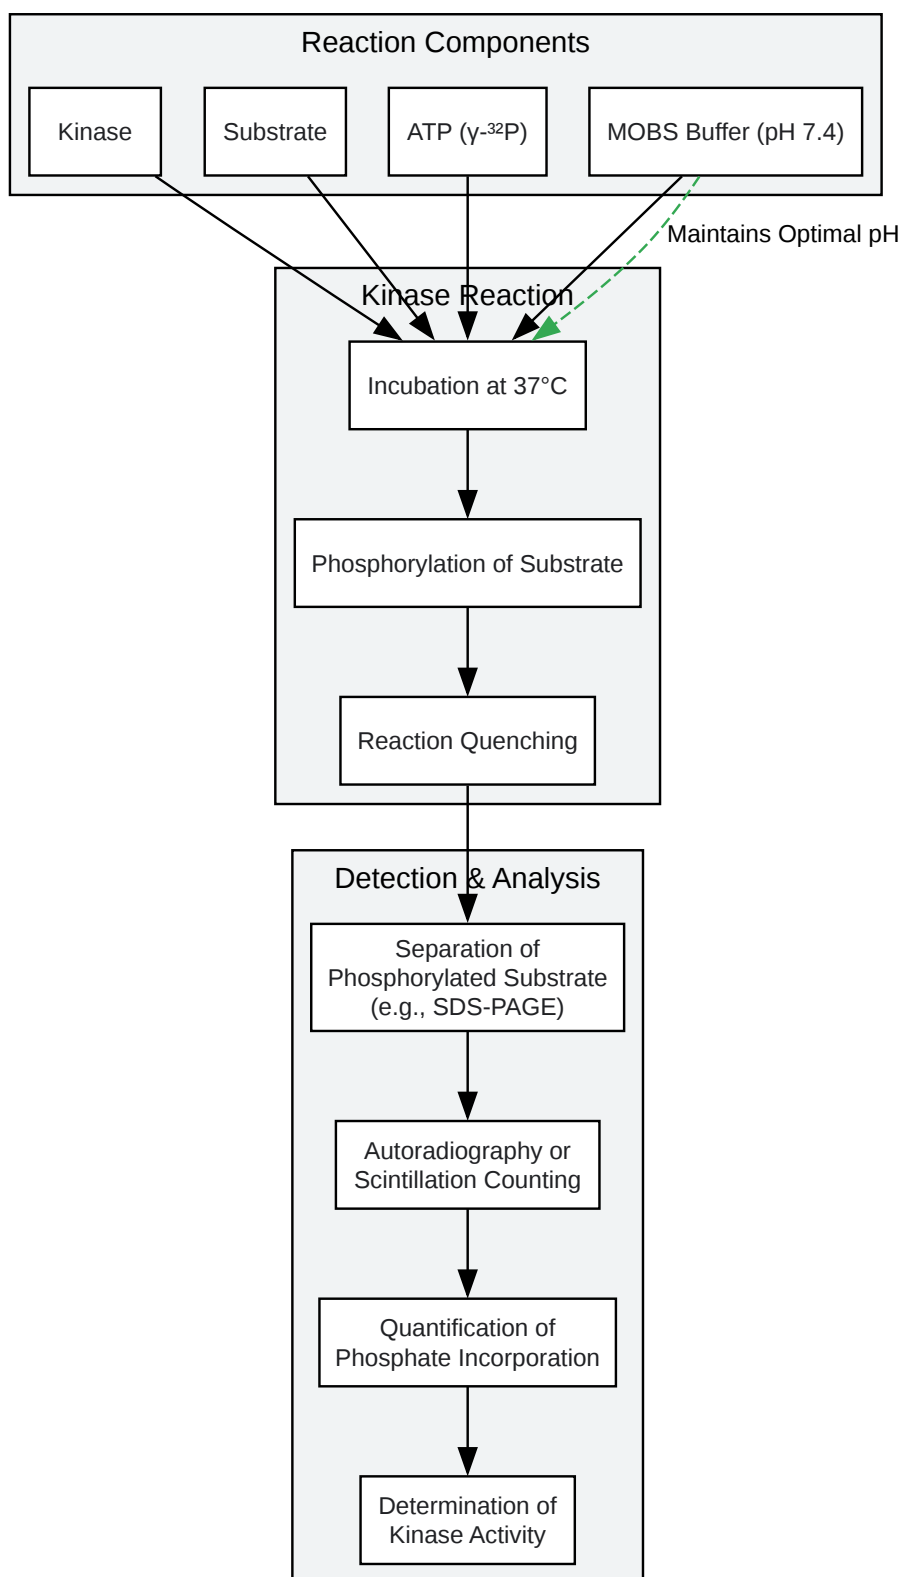 Reaction Components
Kinase
Substrate
ATP (γ-³²P)
MOBS Buffer (pH 7.4)
Maintains Optimal pH
Kinase Reaction
Incubation at 37°C
Phosphorylation of Substrate
Reaction Quenching
Detection & Analysis
Separation of
Phosphorylated Substrate
(e.g., SDS-PAGE)
Autoradiography or
Scintillation Counting
Quantification of
Phosphate Incorporation
Determination of
Kinase Activity